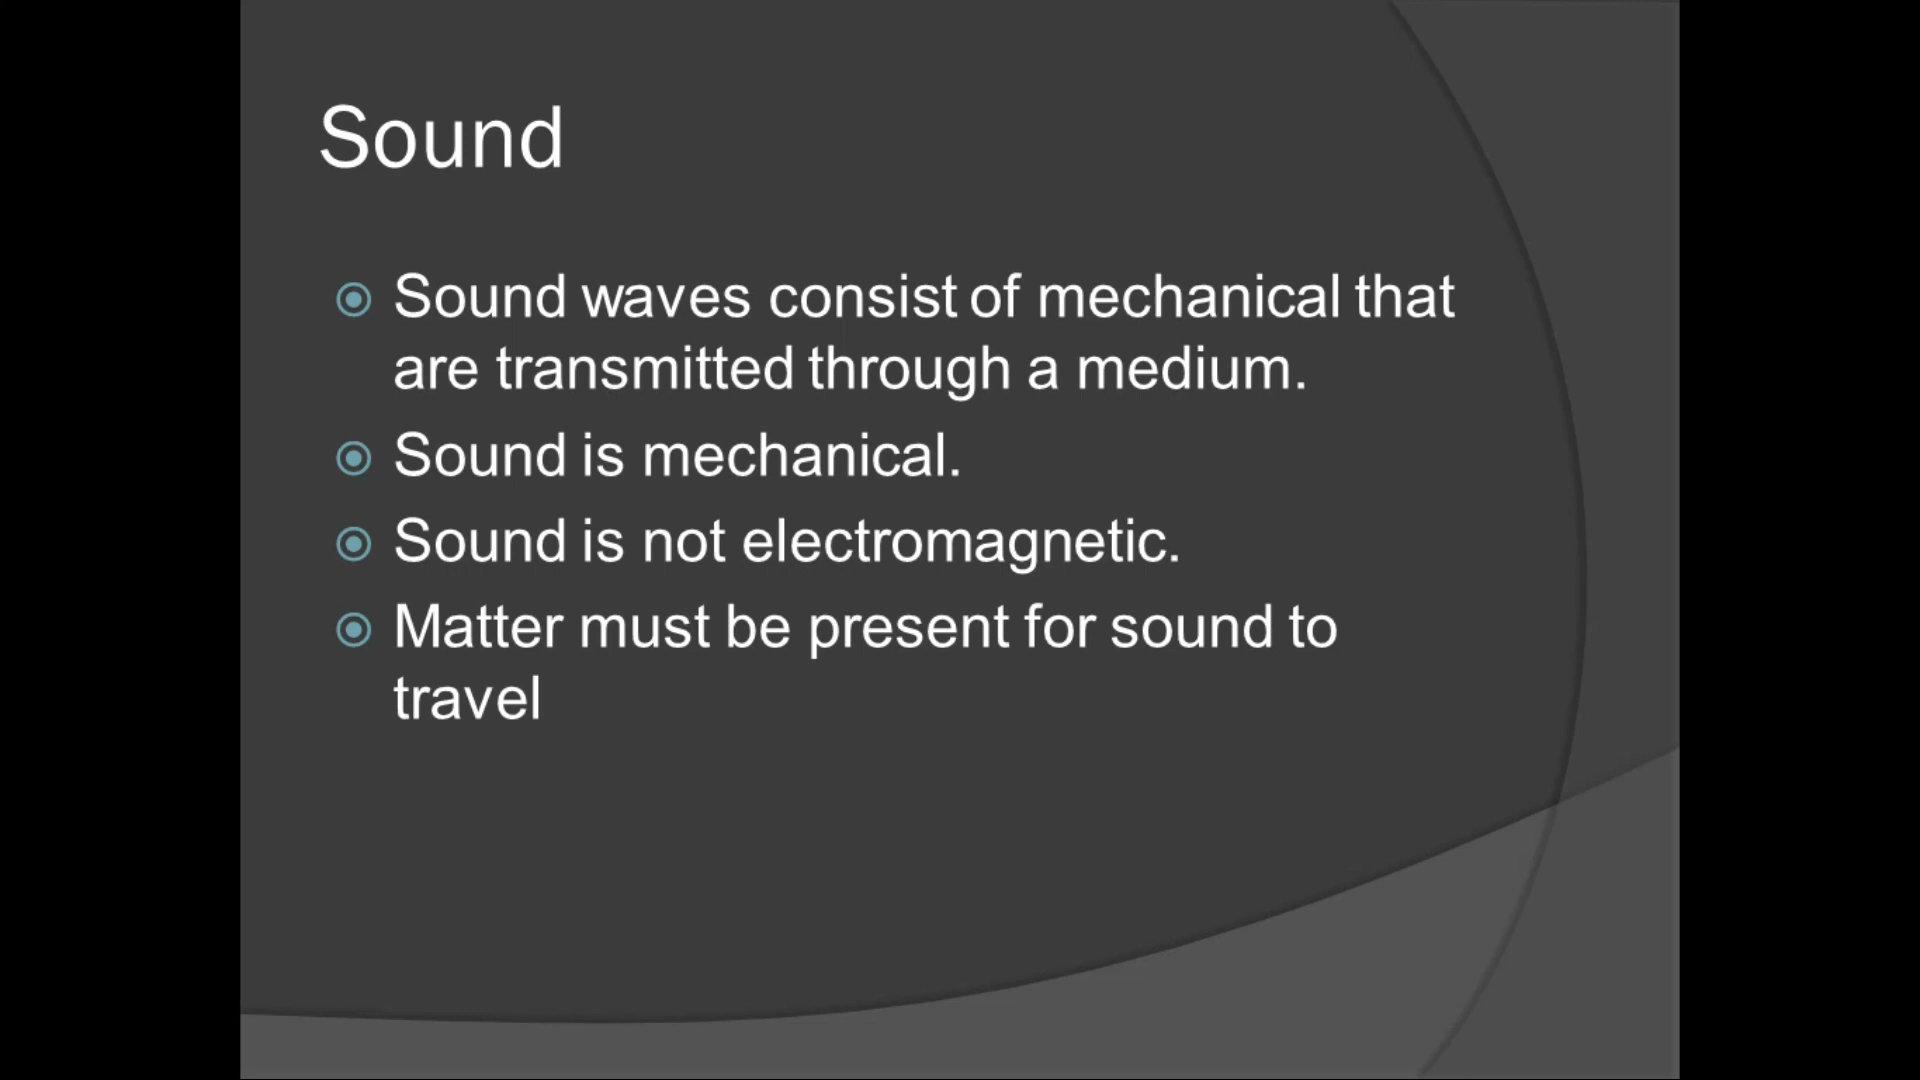 Sound
Sound waves consist of mechanical that
are transmitted through a medium.
Sound is mechanical.
Sound is not electromagnetic.
Matter must be present for sound to
travel